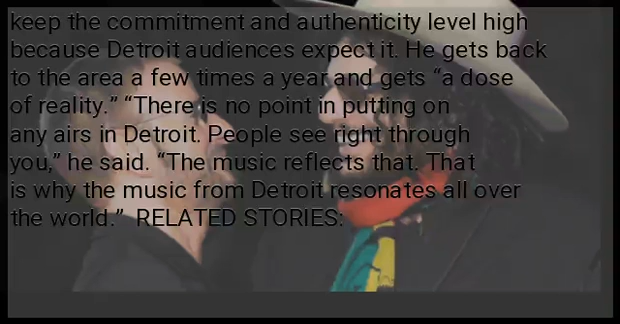 keep the commitment and authenticity level high
because Detroit audiences expect it. He gets back
to the area a few times a year and gets “a dose
of reality.” “There is no point in putting on
any airs in Detroit. People see right through
you,” he said. “The music reflects that. That
is why the music from Detroit resonates all over
the world.”  RELATED STORIES: